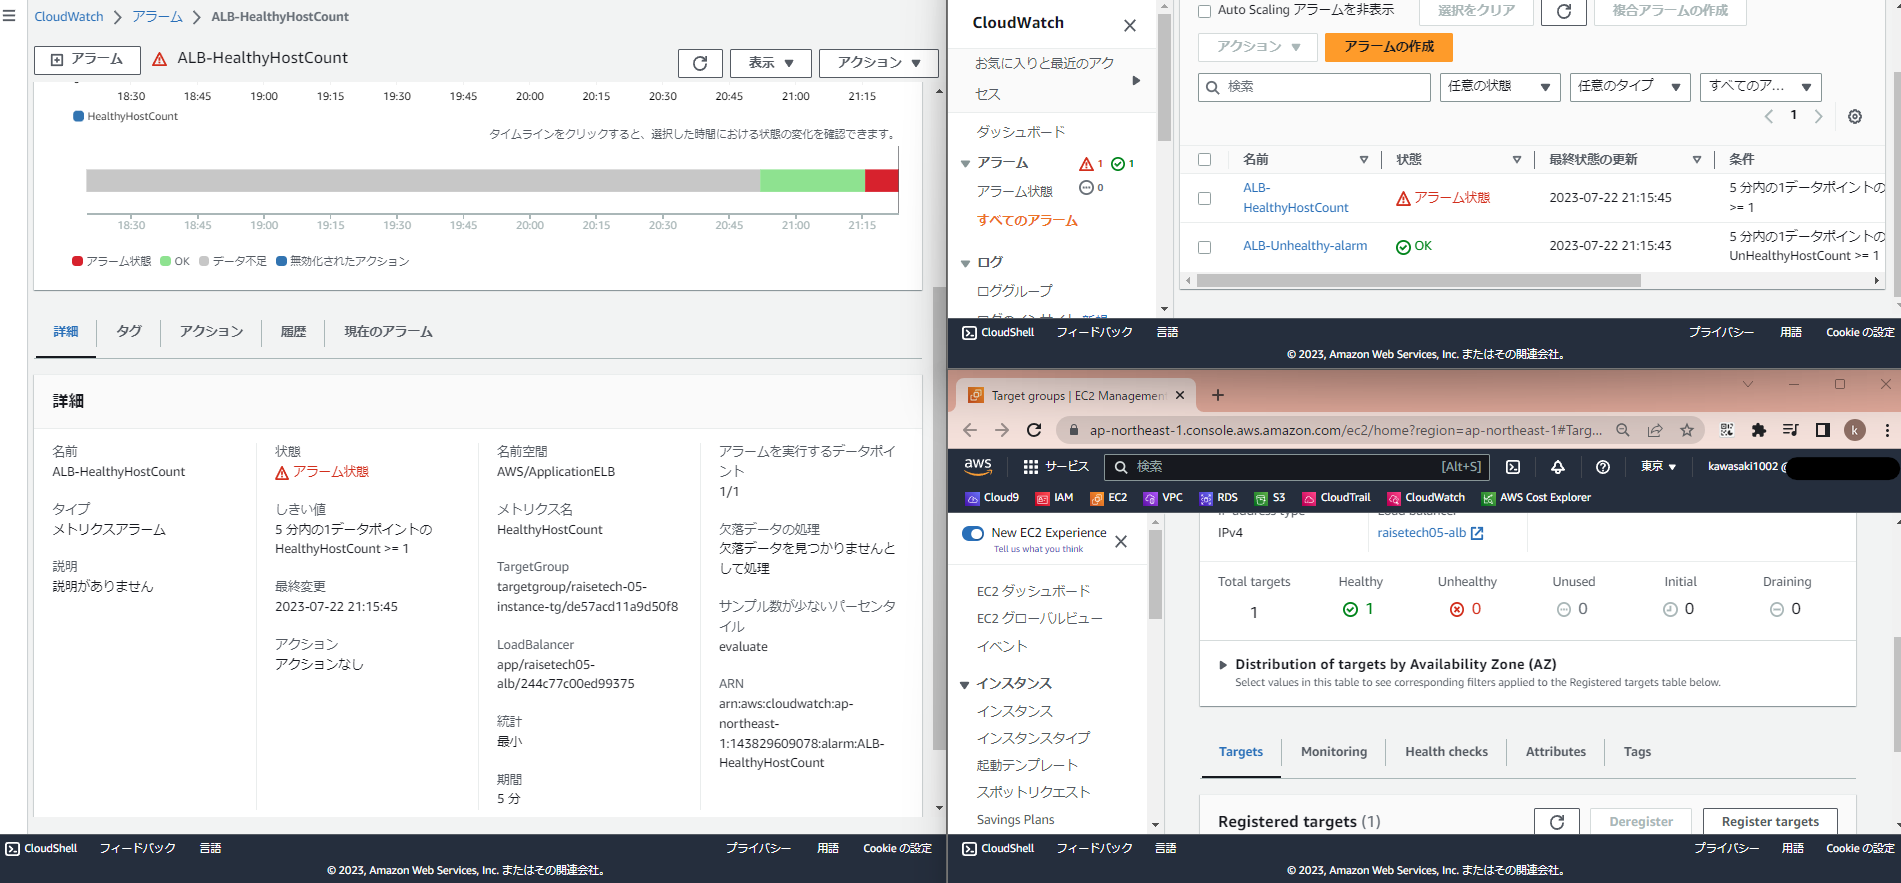 CloudWatch > アラーム > ALB-HealthyHostCount
アラーム
ALB-HealthyHostCount
表示 ▼
アクション ▼
18:30 18:45 19:00 19:15 19:30 19:45 20:00 20:15 20:30 20:45 21:00 21:15
HealthyHostCount
タイムラインをクリックすると、選択した時間における状態の変化を確認できます。
18:30 18:45 19:00 19:15 19:30 19:45 20:00 20:15 20:30 20:45 21:00 21:15
アラーム状態 OK データ不足 無効化されたアクション
詳細 タグ アクション 履歴 現在のアラーム
詳細
名前
ALB-HealthyHostCount
タイプ
メトリクスアラーム
説明
説明がありません
状態
アラーム状態
しきい値
5 分内の1データポイントの
HealthyHostCount >= 1
最終変更
2023-07-22 21:15:45
アクション
アクションなし
名前空間
AWS/ApplicationELB
メトリクス名
HealthyHostCount
TargetGroup
targetgroup/raisetech-05-
instance-tg/de57acd11a9d50f8
LoadBalancer
app/raisetech05-
alb/244c77c00ed99375
統計
最小
期間
5 分
アラームを実行するデータポイ
ント
1/1
欠落データの処理
欠落データを見つかりませんと
して処理
サンプル数が少ないパーセンタ
イル
evaluate
ARN
arn:aws:cloudwatch:ap-
northeast-
1:143829609078:alarm:ALB-
HealthyHostCount
CloudShell フィードバック 言語 プライバシー 用語 Cookie の設定
© 2023, Amazon Web Services, Inc. またはその関連会社。
CloudWatch
お気に入りと最近のアク
セス
ダッシュボード
アラーム 1 1
アラーム状態 0
すべてのアラーム
ログ
ロググループ
Auto Scaling アラームを非表示
選択をクリア
複合アラームの作成
アクション ▼
アラームの作成
検索
任意の状態 ▼
任意のタイプ ▼
すべてのア... ▼
< 1 >
名前 状態 最終状態の更新 条件
ALB-
HealthyHostCount
アラーム状態
2023-07-22 21:15:45
5 分内の1データポイントの
>= 1
ALB-Unhealthy-alarm
OK
2023-07-22 21:15:43
5 分内の1データポイントの
UnHealthyHostCount >= 1
CloudShell フィードバック 言語 プライバシー 用語 Cookie の設定
© 2023, Amazon Web Services, Inc. またはその関連会社。
Target groups | EC2 Management
ap-northeast-1.console.aws.amazon.com/ec2/home?region=ap-northeast-1#Targ...
k
aws サービス 検索 [Alt+S] 東京 ▼ kawasaki1002 @
Cloud9 IAM EC2 VPC RDS S3 CloudTrail CloudWatch AWS Cost Explorer
New EC2 Experience
Tell us what you think
EC2 ダッシュボード
EC2 グローバルビュー
イベント
インスタンス
インスタンス
インスタンスタイプ
起動テンプレート
スポットリクエスト
Savings Plans
IP address type
IPv4
Load balancer
raisetech05-alb
Total targets
1
Healthy
1
Unhealthy
0
Unused
0
Initial
0
Draining
0
Distribution of targets by Availability Zone (AZ)
Select values in this table to see corresponding filters applied to the Registered targets table below.
Targets Monitoring Health checks Attributes Tags
Registered targets (1)
Deregister
Register targets
CloudShell フィードバック 言語 プライバシー 用語 Cookie の設定
© 2023, Amazon Web Services, Inc. またはその関連会社。